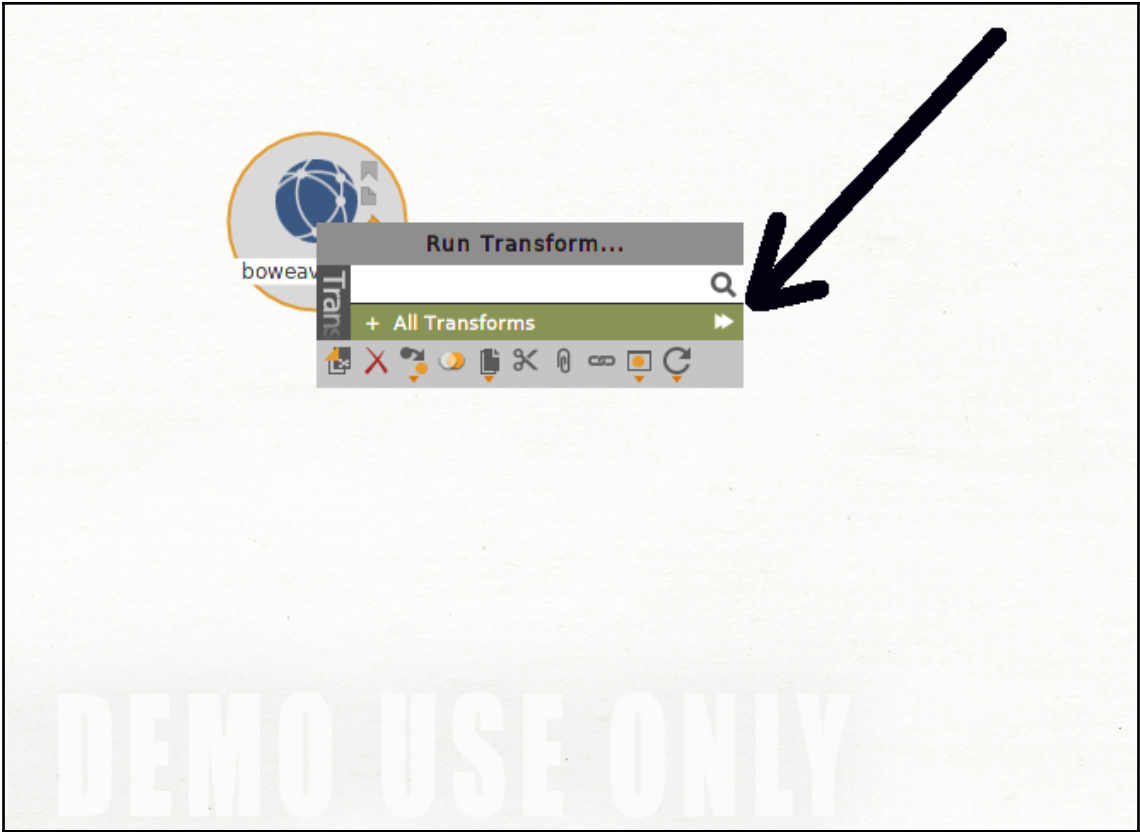 Run Transform...
boweav
Trans
+ All Transforms
DEMO USE ONLY